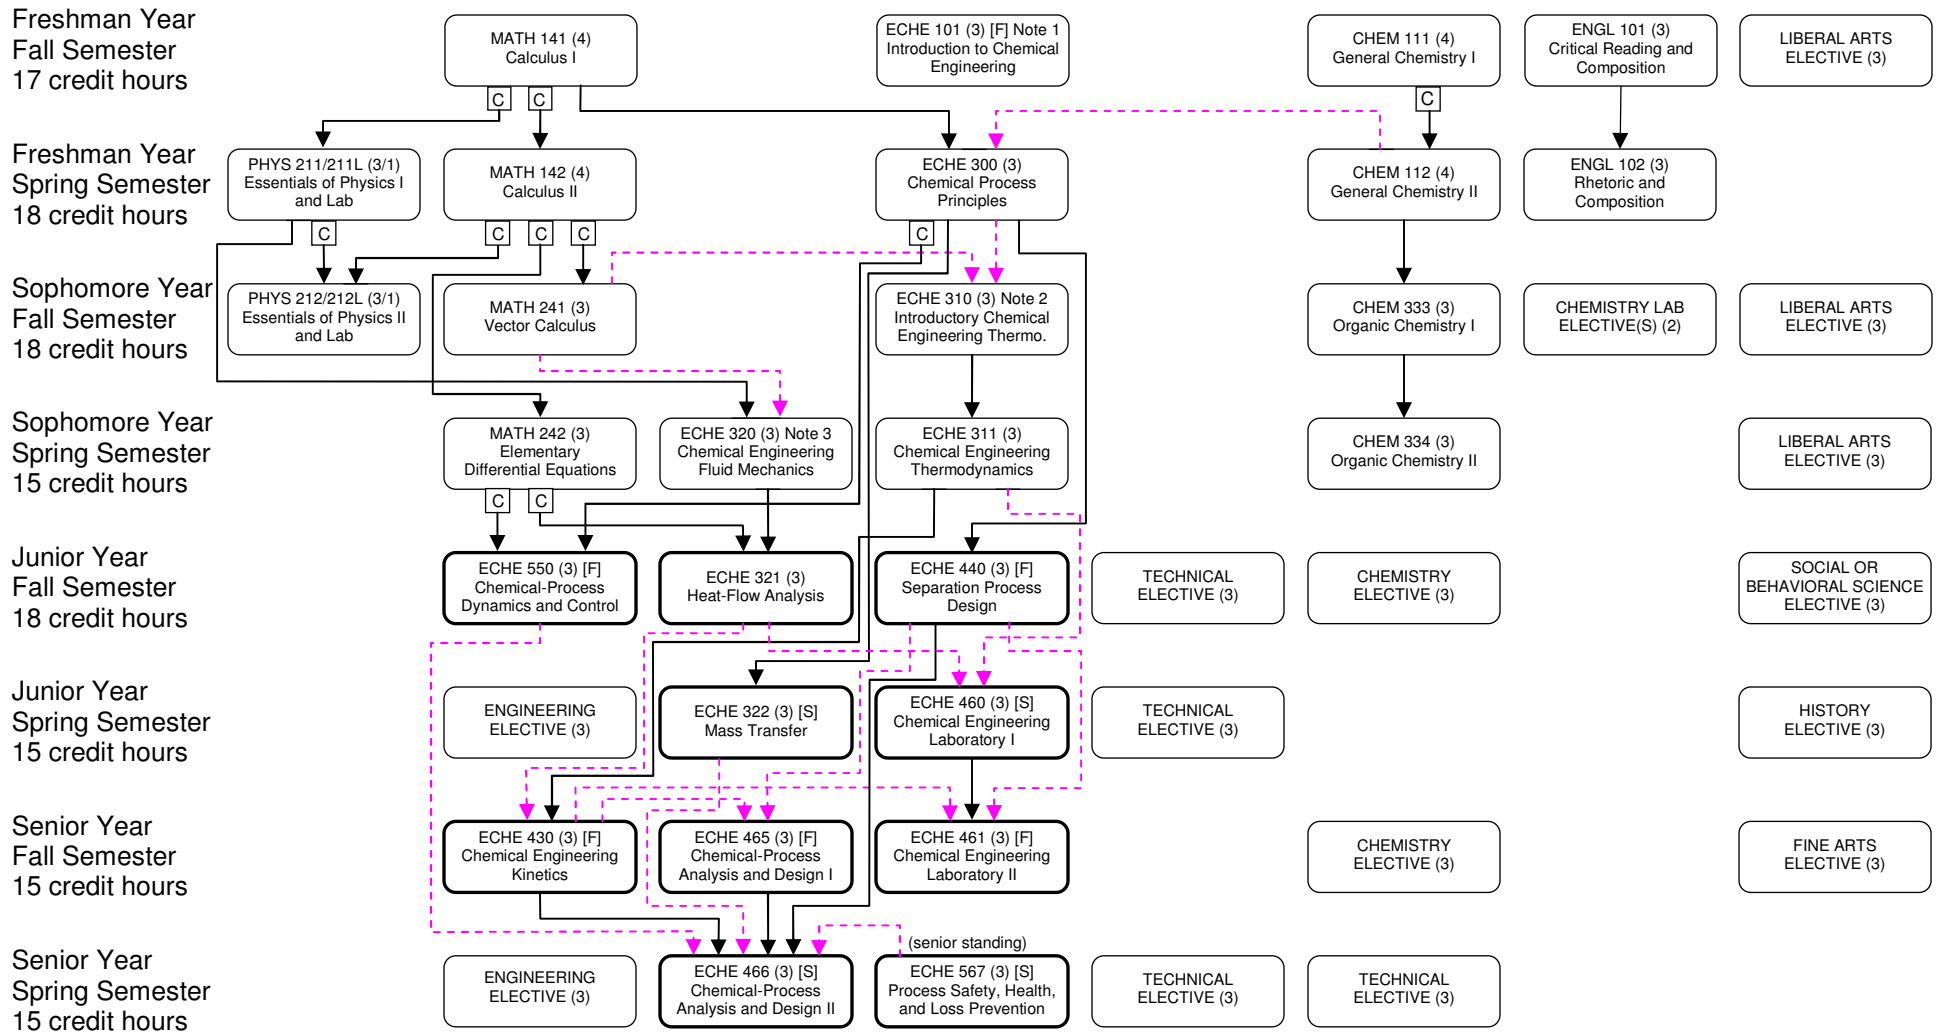 Freshman Year
Fall Semester
17 credit hours
MATH 141 (4)
Calculus I
ECHE 101 (3) [F] Note 1
Introduction to Chemical
Engineering
CHEM 111 (4)
General Chemistry I
ENGL 101 (3)
Critical Reading and
Composition
LIBERAL ARTS
ELECTIVE (3)
C
C
C
Freshman Year
Spring Semester
18 credit hours
PHYS 211/211L (3/1)
Essentials of Physics I
and Lab
MATH 142 (4)
Calculus II
ECHE 300 (3)
Chemical Process
Principles
CHEM 112 (4)
General Chemistry II
ENGL 102 (3)
Rhetoric and
Composition
C
C
C
C
C
Sophomore Year
Fall Semester
18 credit hours
PHYS 212/212L (3/1)
Essentials of Physics II
and Lab
MATH 241 (3)
Vector Calculus
ECHE 310 (3) Note 2
Introductory Chemical
Engineering Thermo.
CHEM 333 (3)
Organic Chemistry I
CHEMISTRY LAB
ELECTIVE(S) (2)
LIBERAL ARTS
ELECTIVE (3)
Sophomore Year
Spring Semester
15 credit hours
MATH 242 (3)
Elementary
Differential Equations
ECHE 320 (3) Note 3
Chemical Engineering
Fluid Mechanics
ECHE 311 (3)
Chemical Engineering
Thermodynamics
CHEM 334 (3)
Organic Chemistry II
LIBERAL ARTS
ELECTIVE (3)
C
C
Junior Year
Fall Semester
18 credit hours
ECHE 550 (3) [F]
Chemical-Process
Dynamics and Control
ECHE 321 (3)
Heat-Flow Analysis
ECHE 440 (3) [F]
Separation Process
Design
TECHNICAL
ELECTIVE (3)
CHEMISTRY
ELECTIVE (3)
SOCIAL OR
BEHAVIORAL SCIENCE
ELECTIVE (3)
Junior Year
Spring Semester
15 credit hours
ENGINEERING
ELECTIVE (3)
ECHE 322 (3) [S]
Mass Transfer
ECHE 460 (3) [S]
Chemical Engineering
Laboratory I
TECHNICAL
ELECTIVE (3)
HISTORY
ELECTIVE (3)
Senior Year
Fall Semester
15 credit hours
ECHE 430 (3) [F]
Chemical Engineering
Kinetics
ECHE 465 (3) [F]
Chemical-Process
Analysis and Design I
ECHE 461 (3) [F]
Chemical Engineering
Laboratory II
CHEMISTRY
ELECTIVE (3)
FINE ARTS
ELECTIVE (3)
(senior standing)
Senior Year
Spring Semester
15 credit hours
ENGINEERING
ELECTIVE (3)
ECHE 466 (3) [S]
Chemical-Process
Analysis and Design II
ECHE 567 (3) [S]
Process Safety, Health,
and Loss Prevention
TECHNICAL
ELECTIVE (3)
TECHNICAL
ELECTIVE (3)